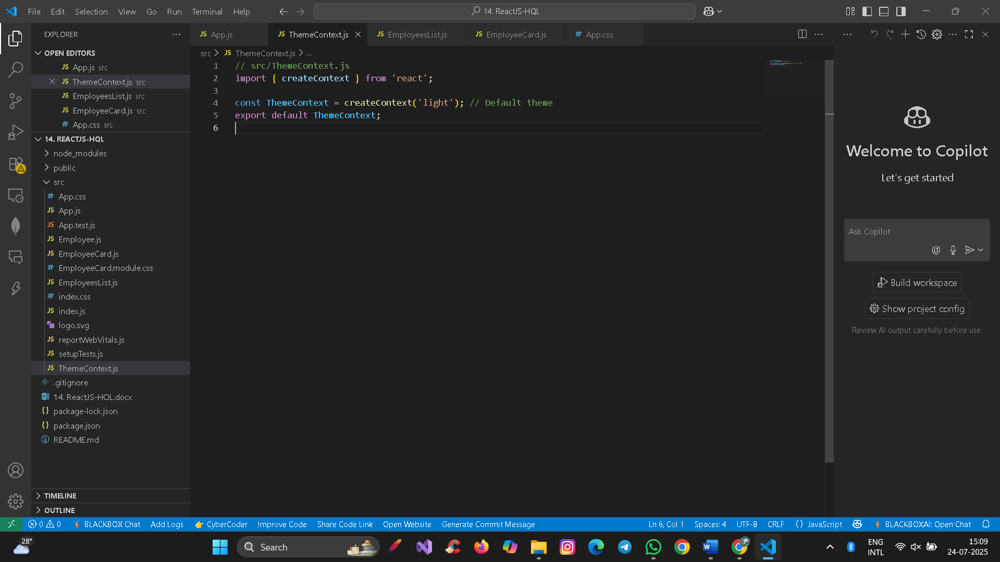 File Edit Selection View Go Run Terminal Help
14. ReactJS-HQL
EXPLORER
OPEN EDITORS
JS App.js src
JS ThemeContext.js src
JS EmployeesList.js src
JS EmployeeCard.js src
# App.css src
14. REACTJS-HQL
node_modules
public
src
# App.css
JS App.js
JS App.test.js
JS Employee.js
JS EmployeeCard.js
# EmployeeCard.module.css
JS EmployeesList.js
# index.css
JS index.js
logo.svg
JS reportWebVitals.js
JS setupTests.js
JS ThemeContext.js
.gitignore
14. ReactJS-HOL.docx
{} package-lock.json
{} package.json
README.md
TIMELINE
OUTLINE
JS App.js JS ThemeContext.js JS EmployeesList.js JS EmployeeCard.js # App.css
src > JS ThemeContext.js > ...
1 // src/ThemeContext.js
2 import { createContext } from 'react';
3
4 const ThemeContext = createContext('light'); // Default theme
5 export default ThemeContext;
6
Welcome to Copilot
Let's get started
Ask Copilot
Build workspace
Show project config
Review AI output carefully before use.
0 0 BLACKBOX Chat Add Logs CyberCoder Improve Code Share Code Link Open Website Generate Commit Message Ln 6, Col 1 Spaces: 4 UTF-8 CRLF {} JavaScript BLACKBOXAI: Open Chat
28°
Search
ENG
INTL
15:09
24-07-2025